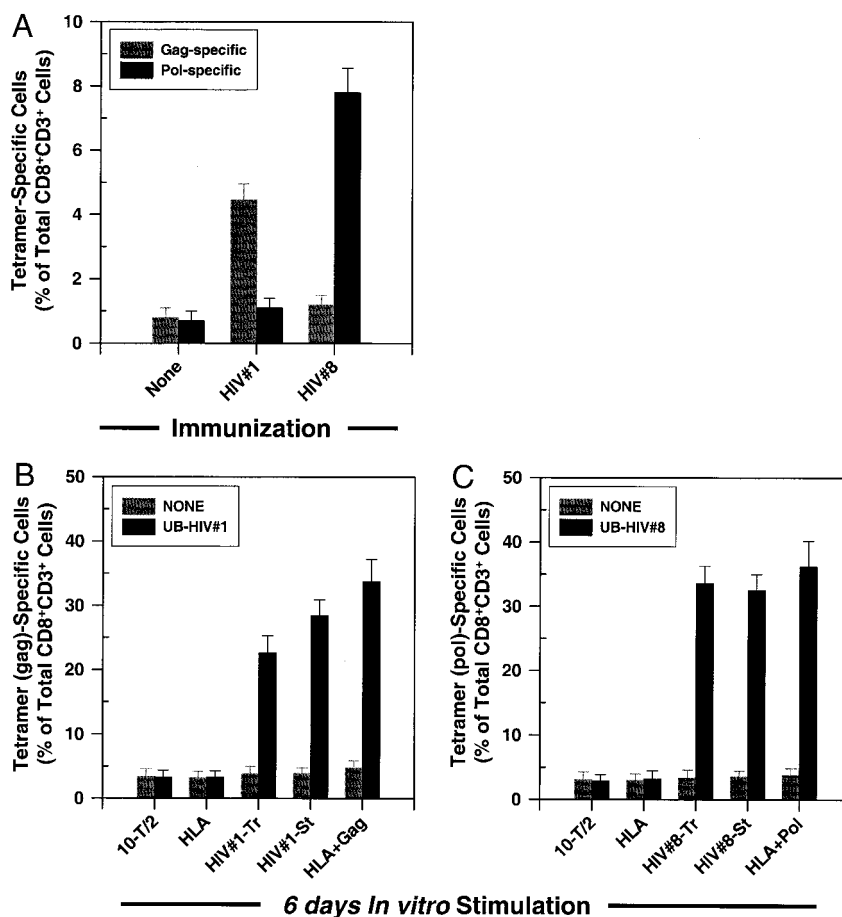 A
Tetramer-Specific Cells
(% of Total CD8+CD3+ Cells)
10
8
6
4
2
0
Gag-specific
Pol-specific
None
HIV#1
HIV#8
Immunization
B
Tetramer (gag)-Specific Cells
(% of Total CD8+CD3+ Cells)
50
40
30
20
10
0
NONE
UB-HIV#1
10-T/2
HLA
HIV#1-Tr
HIV#1-St
HLA+Gag
C
Tetramer (pol)-Specific Cells
(% of Total CD8+CD3+ Cells)
50
40
30
20
10
0
NONE
UB-HIV#8
10-T/2
HLA
HIV#8-Tr
HIV#8-St
HLA+Pol
6 days In vitro Stimulation